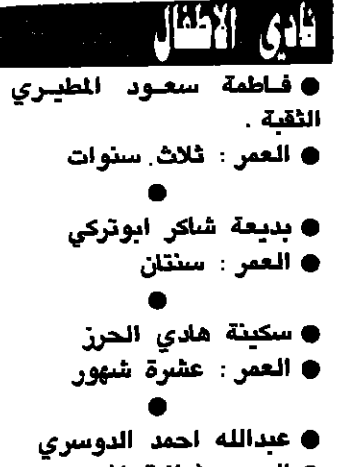 نادي الأطفال
● فاطمة سعود المطيري
الثقبة .
● العمر : ثلاث سنوات
●
● بديعة شاكر ابوتركي
● العمر : سنتان
●
● سكينة هادي الحرز
● العمر : عشرة شهور
●
● عبدالله احمد الدوسري